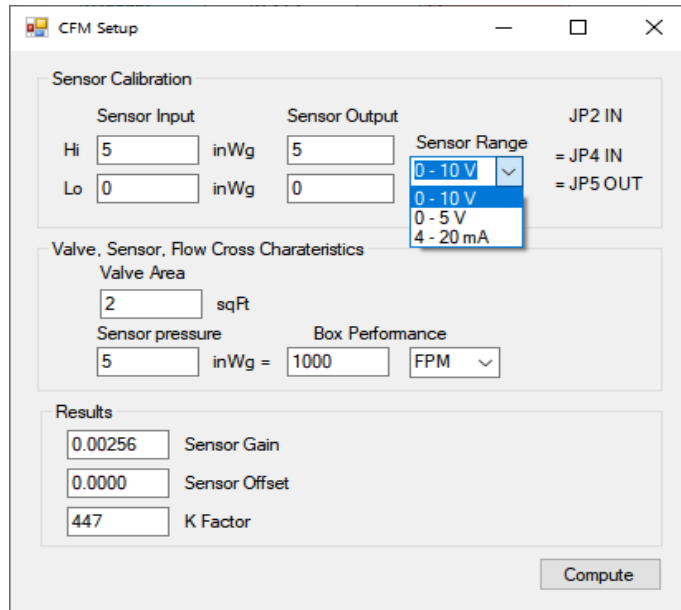 CFM Setup
Sensor Calibration
Sensor Input Sensor Output JP2 IN
Sensor Range
Hi 5 inWg 5 = JP4 IN
0 - 10 V
Lo 0 inWg 0 = JP5 OUT
0 - 10 V
0 - 5 V
4 - 20 mA
Valve, Sensor, Flow Cross Charateristics
Valve Area
2 sqFt
Sensor pressure Box Performance
5 inWg = 1000 FPM
Results
0.00256 Sensor Gain
0.0000 Sensor Offset
447 K Factor
Compute